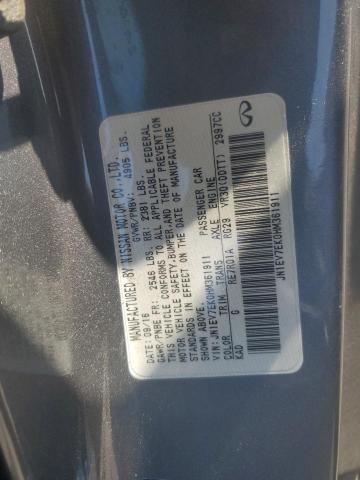 MANUFACTURED BY NISSAN MOTOR CO., LTD.
DATE: 09/16 GVWR/PNBV: 4905 LBS.
GAWR/PNBE FR: 2546 LBS. RR: 2381 LBS.
THIS VEHICLE CONFORMS TO ALL APPLICABLE FEDERAL
MOTOR VEHICLE SAFETY, BUMPER, AND THEFT PREVENTION
STANDARDS IN EFFECT ON THE DATE OF MANUFACTURE
SHOWN ABOVE.
VIN: JN1EV7EK0HM361911 PASSENGER CAR
COLOR TRIM TRANS AXLE ENGINE
KAD G RE7R01A UG29 VR30(DDTT) 2997CC
JN1EV7EK0HM361911